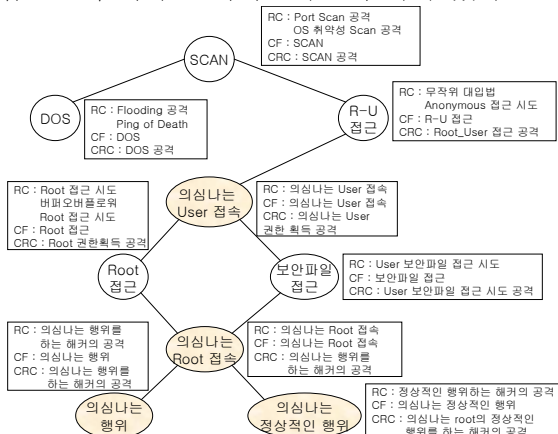 RC : Port Scan 공격
OS 취약성 Scan 공격
CF : SCAN
CRC : SCAN 공격
SCAN
DOS
RC : Flooding 공격
Ping of Death
CF : DOS
CRC : DOS 공격
R-U
접근
RC : 무작위 대입법
Anonymous 접근 시도
CF : R-U 접근
CRC : Root_User 접근 공격
RC : Root 접근 시도
버퍼오버플로워
Root 접근 시도
CF : Root 접근
CRC : Root 권한획득 공격
의심나는
User 접속
RC : 의심나는 User 접속
CF : 의심나는 User 접속
CRC : 의심나는 User
권한 획득 공격
Root
접근
보안파일
접근
RC : User 보안파일 접근 시도
CF : 보안파일 접근
CRC : User 보안파일 접근 시도 공격
RC : 의심나는 행위를
하는 해커의 공격
CF : 의심나는 행위
CRC : 의심나는 행위를
하는 해커의 공격
의심나는
Root 접속
RC : 의심나는 Root 접속
CF : 의심나는 Root 접속
CRC : 의심나는 행위를
하는 해커의 공격
의심나는
행위
의심나는
정상적인 행위
RC : 정상적인 행위하는 해커의 공격
CF : 의심나는 정상적인 행위
CRC : 의심나는 root의 정상적인
행위를 하는 해커의 공격